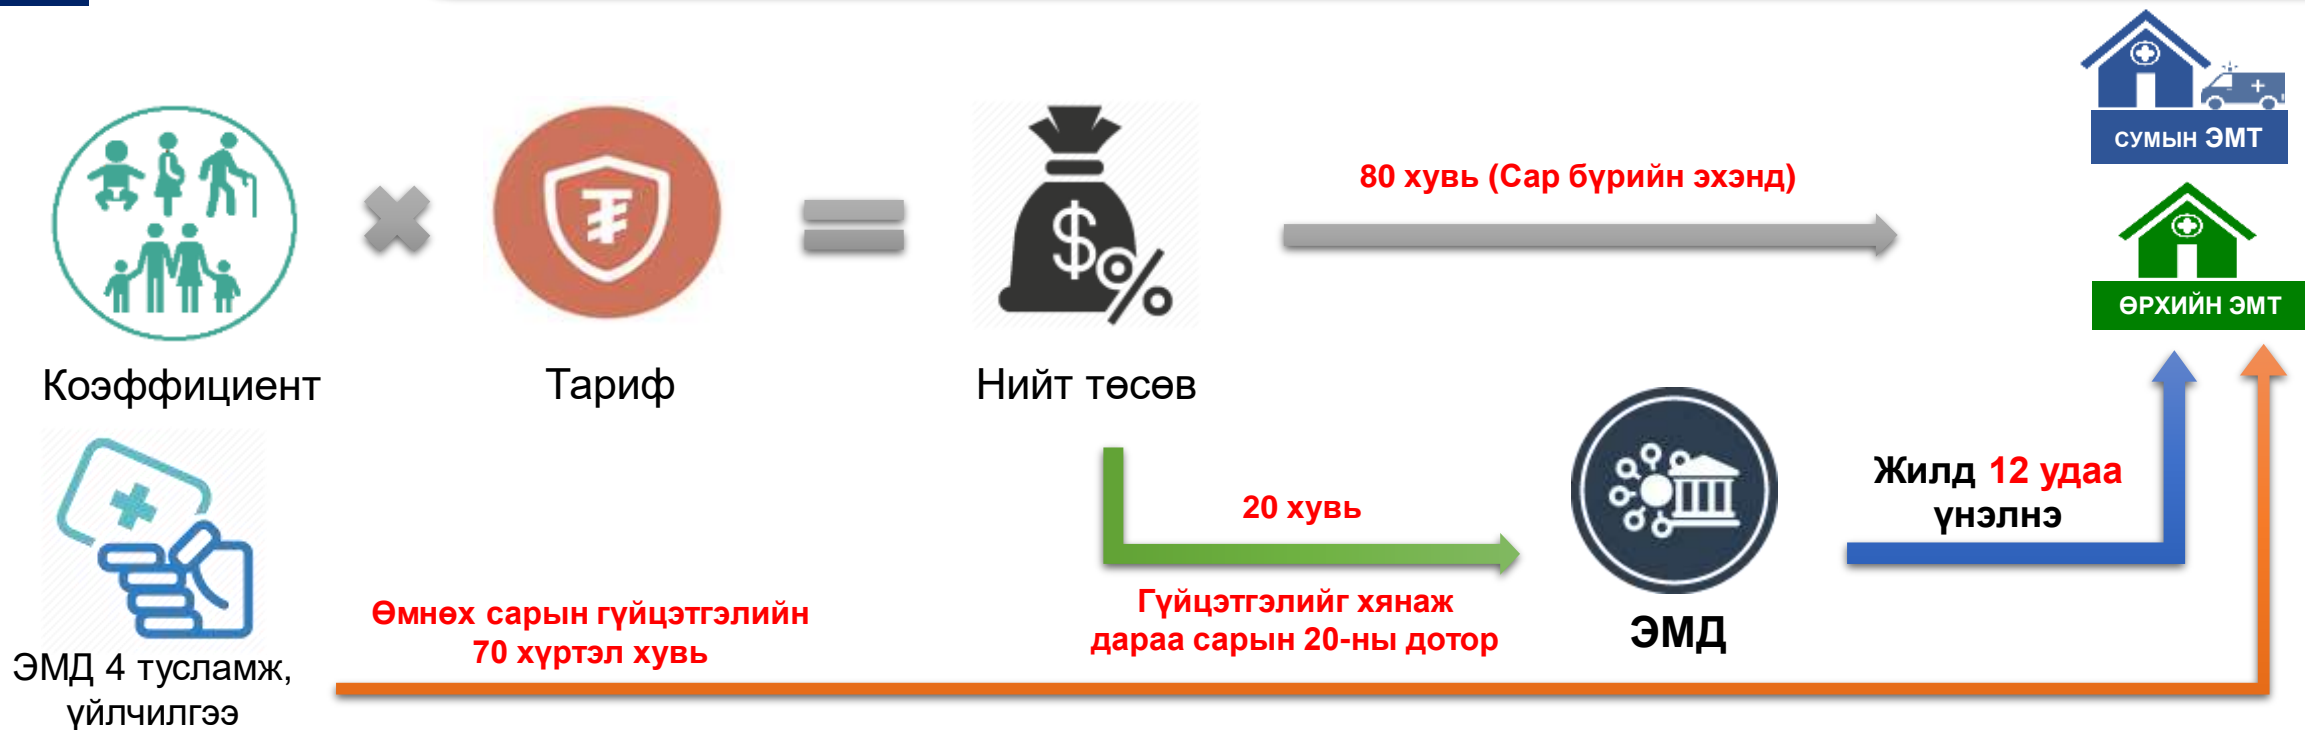 СУМЫН ЭМТ
80 хувь (Сар бүрийн эхэнд)
ӨРХИЙН ЭМТ
Коэффициент
Тариф
Нийт төсөв
Жилд 12 удаа
үнэлнэ
20 хувь
Өмнөх сарын гүйцэтгэлийн
70 хүртэл хувь
Гүйцэтгэлийг хянаж
дараа сарын 20-ны дотор
ЭМД
ЭМД 4 тусламж,
үйлчилгээ